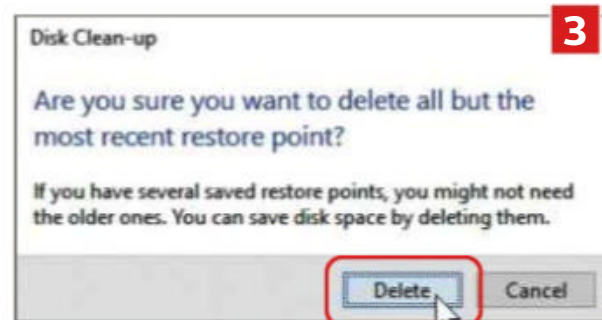 Disk Clean-up
3
Are you sure you want to delete all but the
most recent restore point?
If you have several saved restore points, you might not need
the older ones. You can save disk space by deleting them.
Delete
Cancel